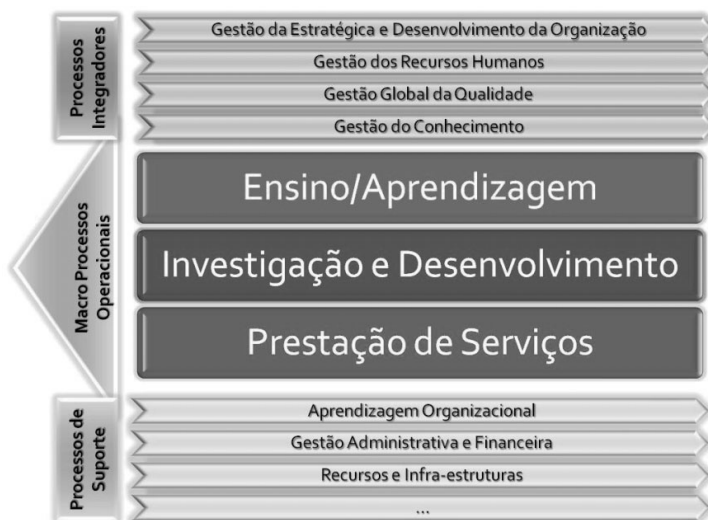 Processos
Integradores
Gestão da Estratégica e Desenvolvimento da Organização
Gestão dos Recursos Humanos
Gestão Global da Qualidade
Gestão do Conhecimento
Macro Processos
Operacionais
Ensino/Aprendizagem
Investigação e Desenvolvimento
Prestação de Serviços
Processos de
Suporte
Aprendizagem Organizacional
Gestão Administrativa e Financeira
Recursos e Infra-estruturas
...